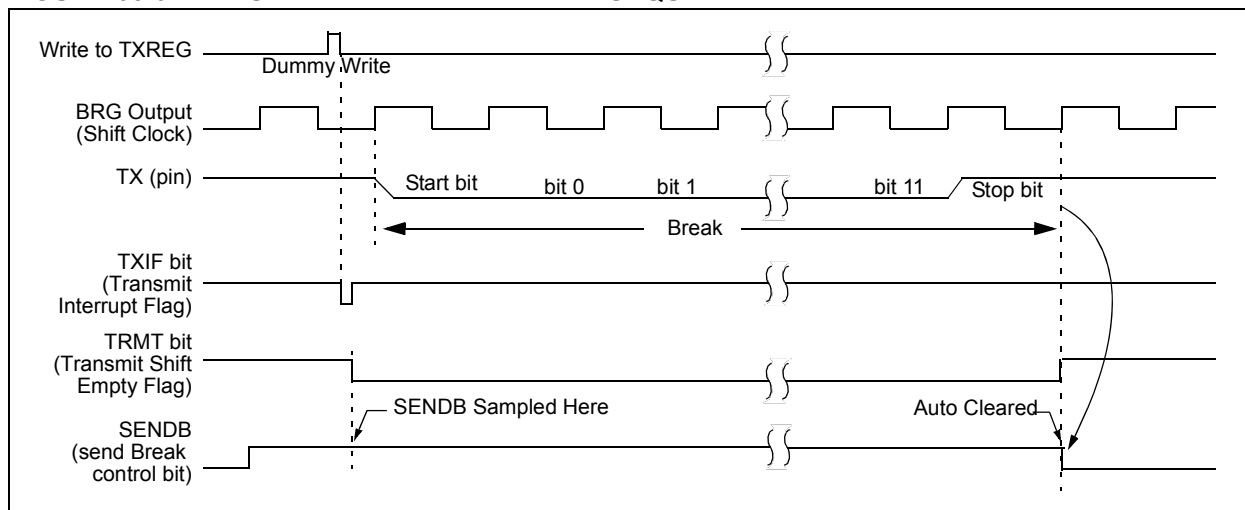 Write to TXREG
Dummy Write
BRG Output
(Shift Clock)
TX (pin)
Start bit
bit 0
bit 1
bit 11
Stop bit
Break
TXIF bit
(Transmit
Interrupt Flag)
TRMT bit
(Transmit Shift
Empty Flag)
SENDB Sampled Here
Auto Cleared
SENDB
(send Break
control bit)